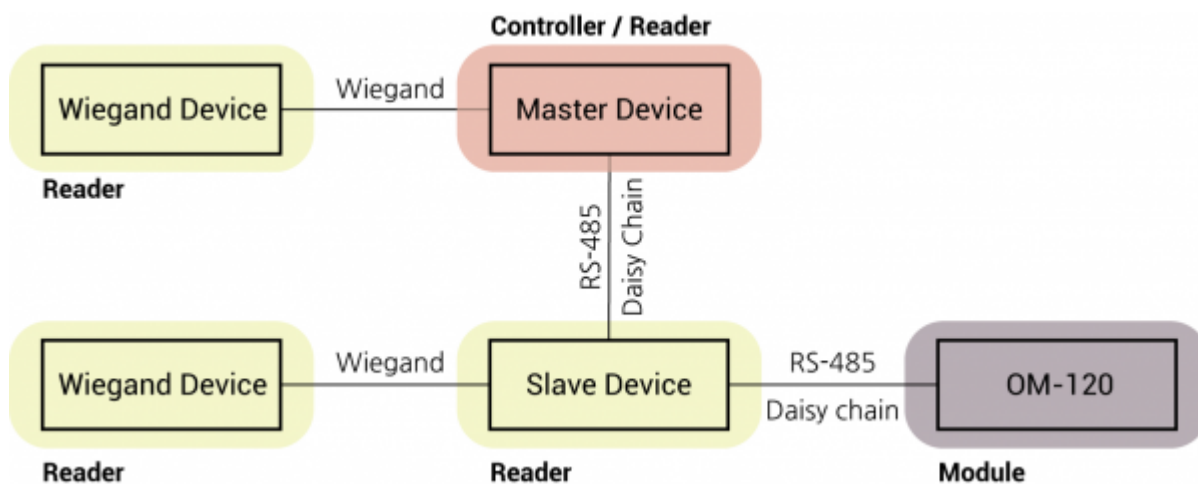 Controller / Reader
Wiegand Device
Wiegand
Master Device
Reader
RS-485
Daisy Chain
Wiegand Device
Wiegand
Slave Device
RS-485
Daisy chain
OM-120
Reader
Reader
Module